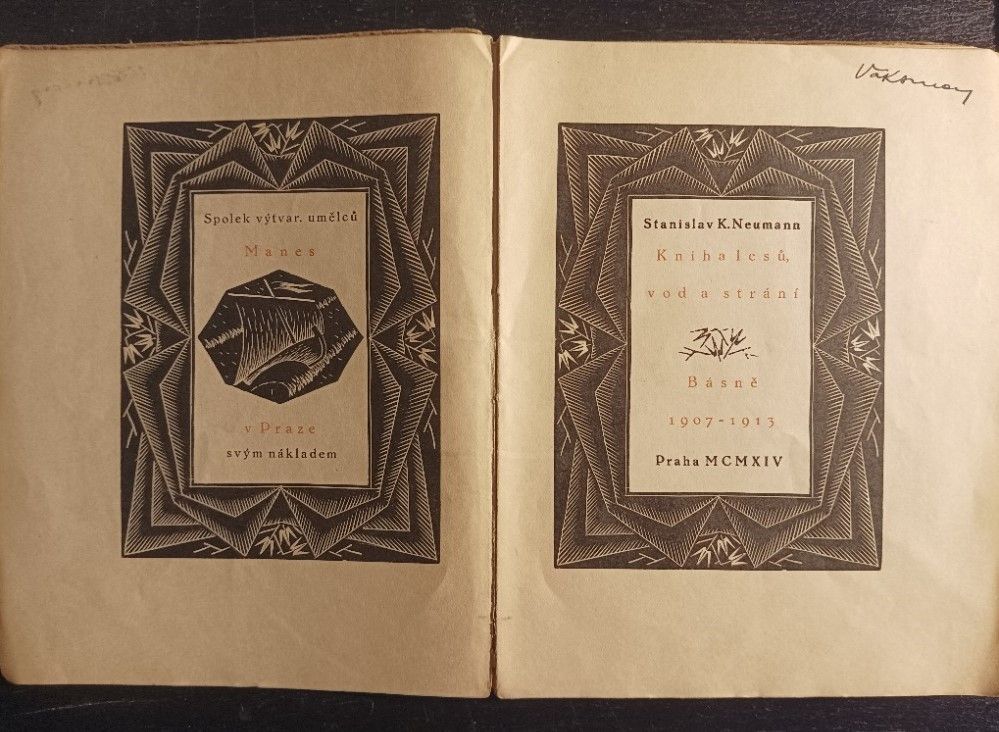 Spolek výtvar. umělců
Manes
v Praze
svým nákladem
Stanislav K. Neumann
Kniha lesů,
vod a strání
Básně
1907-1913
Praha MCMXIV